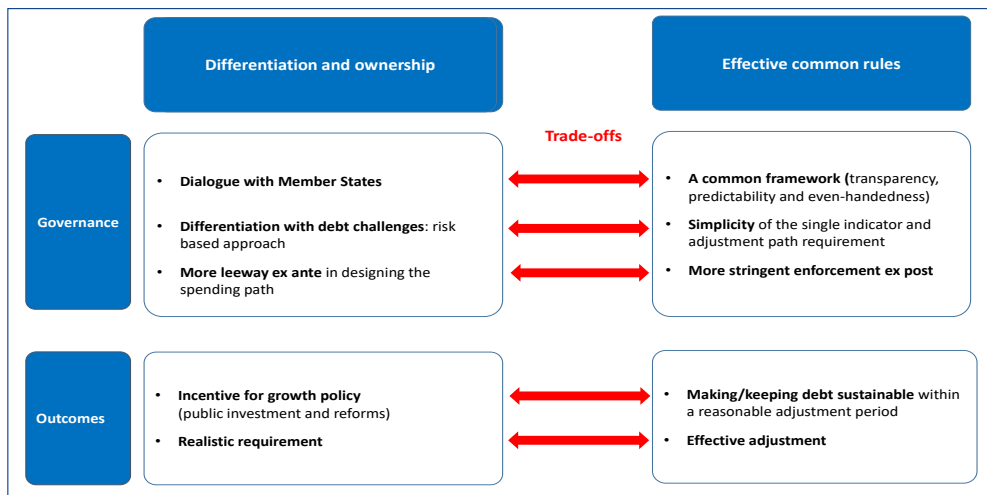 Differentiation and ownership
Effective common rules
Trade-offs
Governance
• Dialogue with Member States
• Differentiation with debt challenges: risk
based approach
• More leeway ex ante in designing the
spending path
• A common framework (transparency,
predictability and even-handedness)
• Simplicity of the single indicator and
adjustment path requirement
• More stringent enforcement ex post
Outcomes
• Incentive for growth policy
(public investment and reforms)
• Realistic requirement
• Making/keeping debt sustainable within
a reasonable adjustment period
• Effective adjustment